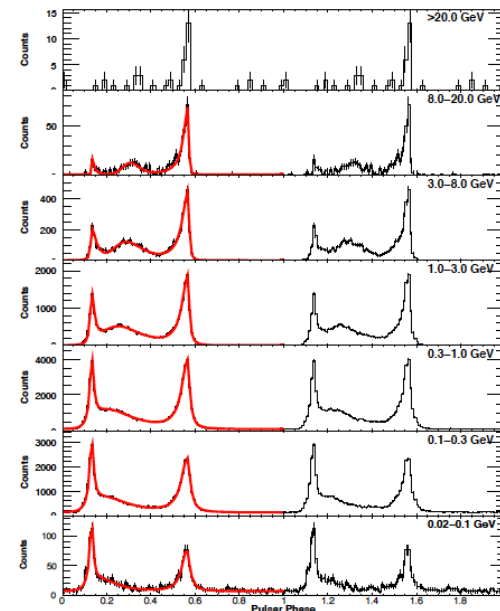 >20.0 GeV
15
10
5
Counts
8.0–20.0 GeV
50
Counts
3.0–8.0 GeV
400
200
Counts
1.0–3.0 GeV
2000
1000
Counts
0.3–1.0 GeV
4000
2000
Counts
0.1–0.3 GeV
3000
2000
1000
Counts
0.02–0.1 GeV
100
50
0
Counts
0 0.2 0.4 0.6 0.8 1 1.2 1.4 1.6 1.8
Pulsar Phase